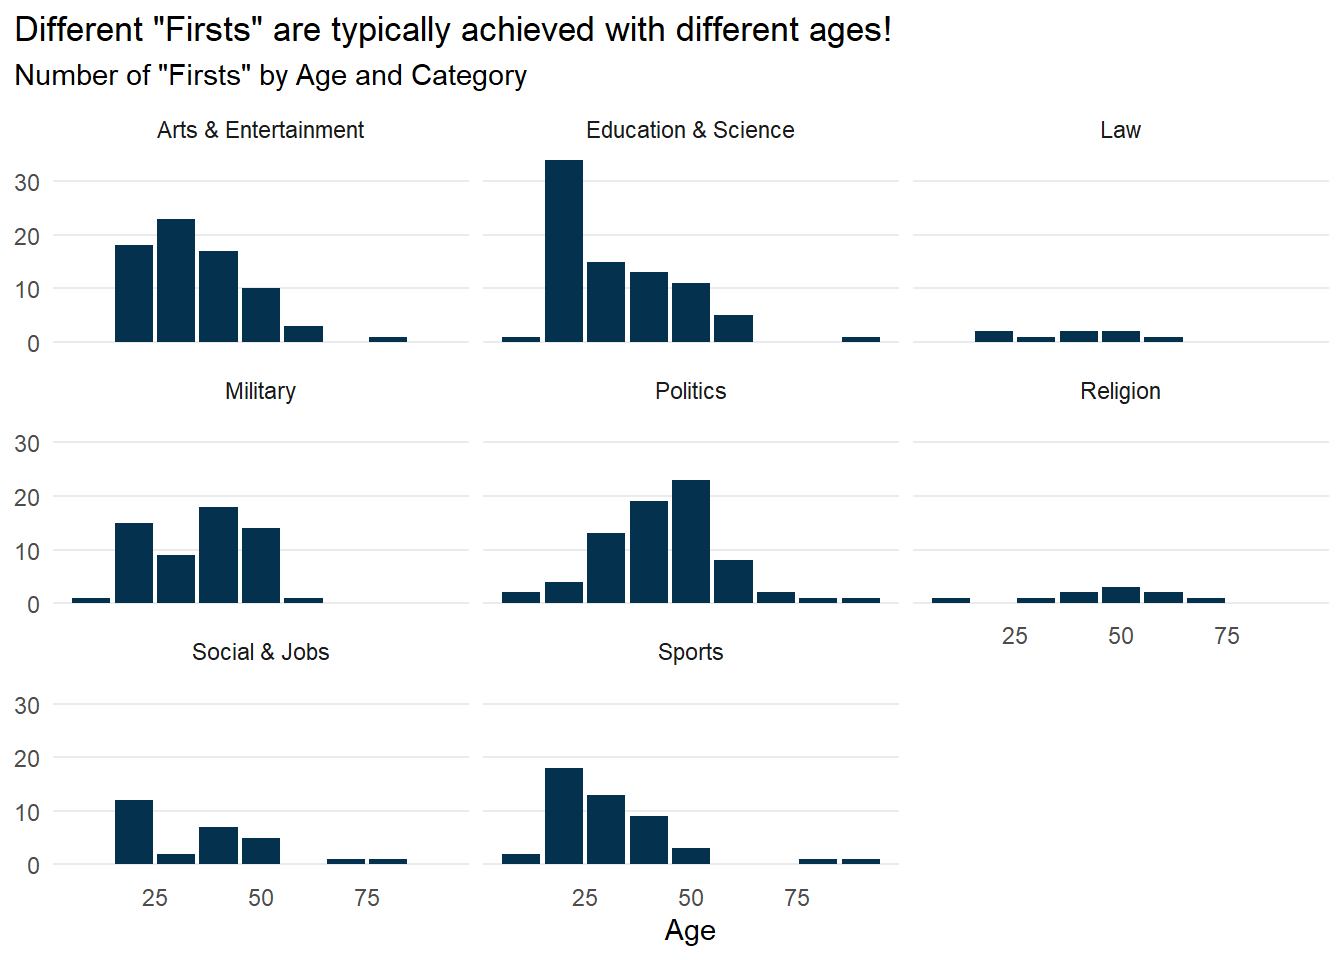 Different "Firsts" are typically achieved with different ages!
Number of "Firsts" by Age and Category
Arts & Entertainment
Education & Science
Law
30
20
10
0
Military
Politics
Religion
30
20
10
0
25 50 75
Social & Jobs
Sports
30
20
10
0
25 50 75
25 50 75
Age